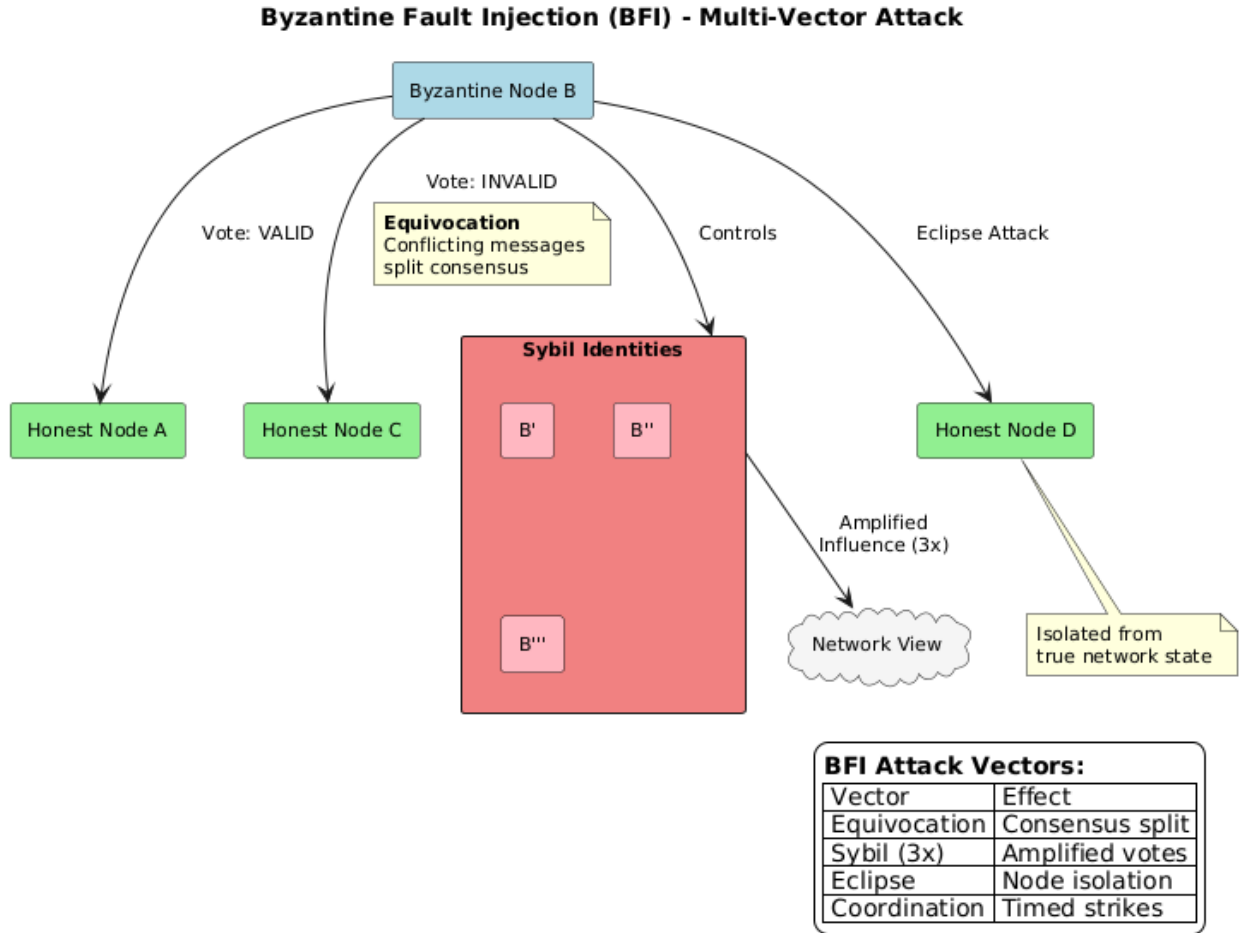 Byzantine Fault Injection (BFI) - Multi-Vector Attack
Byzantine Node B
Vote: INVALID
Vote: VALID
Equivocation
Conflicting messages
split consensus
Controls
Eclipse Attack
Sybil Identities
Honest Node A
Honest Node C
B'
B''
Honest Node D
Amplified
Influence (3x)
B'''
Network View
Isolated from
true network state
BFI Attack Vectors:
Vector Effect
Equivocation Consensus split
Sybil (3x) Amplified votes
Eclipse Node isolation
Coordination Timed strikes